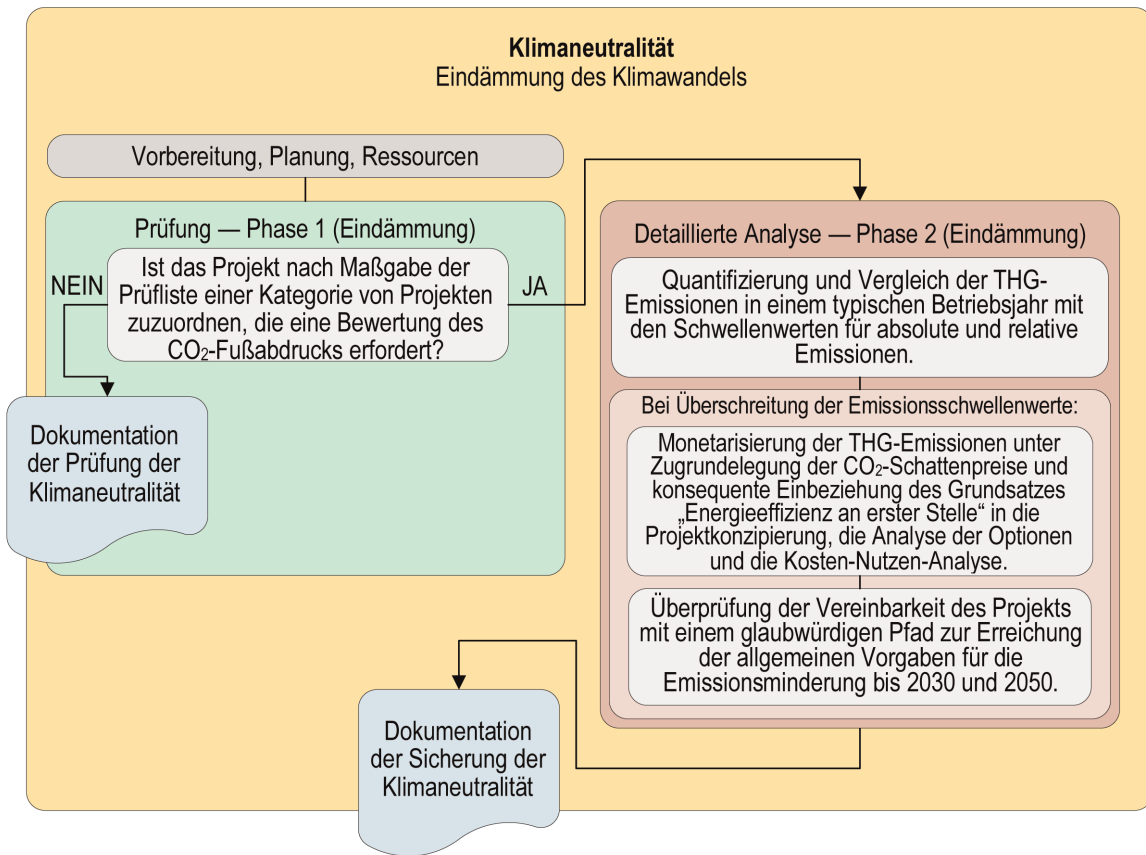 Klimaneutralität
Eindämmung des Klimawandels
Vorbereitung, Planung, Ressourcen
Prüfung — Phase 1 (Eindämmung)
NEIN
Ist das Projekt nach Maßgabe der
Prüfliste einer Kategorie von Projekten
zuzuordnen, die eine Bewertung des
CO₂-Fußabdrucks erfordert?
JA
Dokumentation
der Prüfung der
Klimaneutralität
Detaillierte Analyse — Phase 2 (Eindämmung)
Quantifizierung und Vergleich der THG-
Emissionen in einem typischen Betriebsjahr mit
den Schwellenwerten für absolute und relative
Emissionen.
Bei Überschreitung der Emissionsschwellenwerte:
Monetarisierung der THG-Emissionen unter
Zugrundelegung der CO₂-Schattenpreise und
konsequente Einbeziehung des Grundsatzes
„Energieeffizienz an erster Stelle“ in die
Projektkonzipierung, die Analyse der Optionen
und die Kosten-Nutzen-Analyse.
Überprüfung der Vereinbarkeit des Projekts
mit einem glaubwürdigen Pfad zur Erreichung
der allgemeinen Vorgaben für die
Emissionsminderung bis 2030 und 2050.
Dokumentation
der Sicherung der
Klimaneutralität